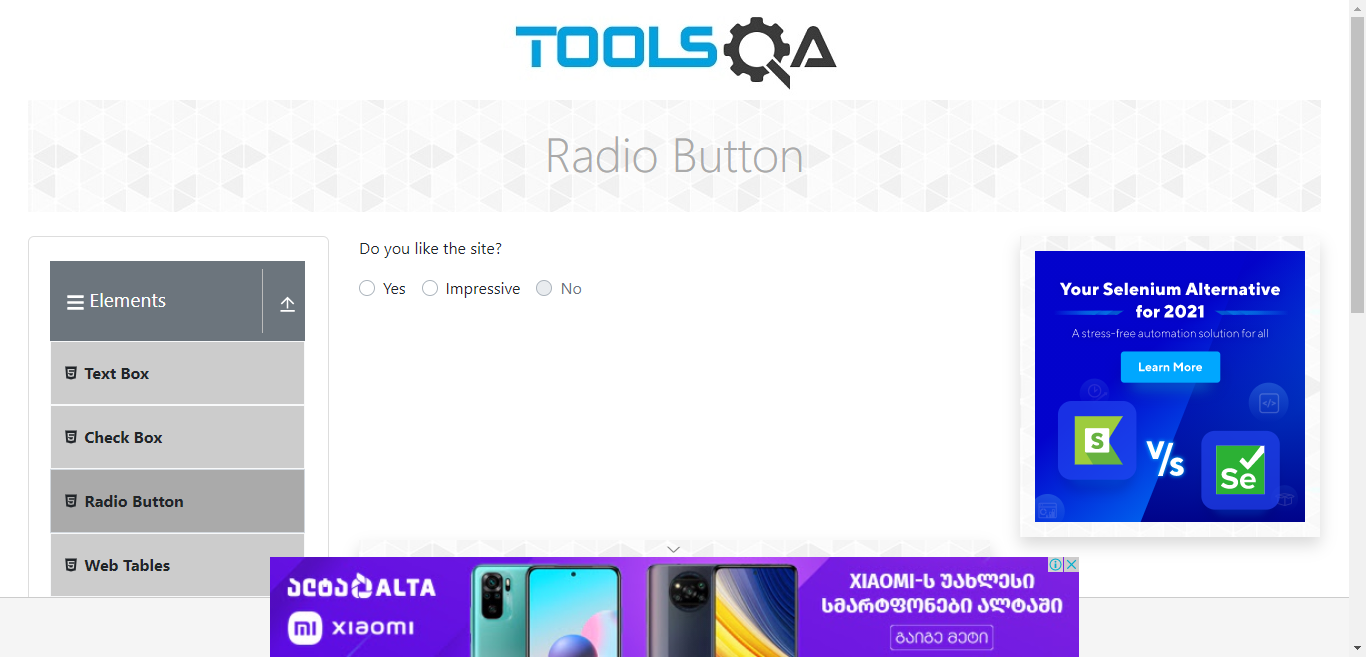 TOOLSQA
Radio Button
Elements
Text Box
Check Box
Radio Button
Web Tables
Do you like the site?
Yes Impressive No
Your Selenium Alternative
for 2021
A stress-free automation solution for all
Learn More
S
V/s
Se
ალტა ALTA
mi xiaomi
XIAOMI-ს უახლესი
სმარტფონები ალტაში
გაიგე მეტი